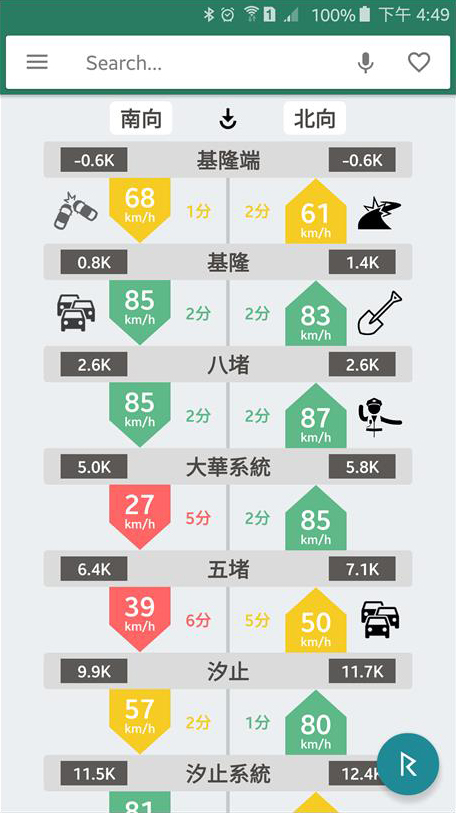 100% 下午 4:49
Search...
南向 北向
-0.6K 基隆端 -0.6K
68 km/h 1分 2分 61 km/h
0.8K 基隆 1.4K
85 km/h 2分 2分 83 km/h
2.6K 八堵 2.6K
85 km/h 2分 2分 87 km/h
5.0K 大華系統 5.8K
27 km/h 5分 2分 85 km/h
6.4K 五堵 7.1K
39 km/h 6分 5分 50 km/h
9.9K 汐止 11.7K
57 km/h 2分 1分 80 km/h
11.5K 汐止系統 12.4K
81